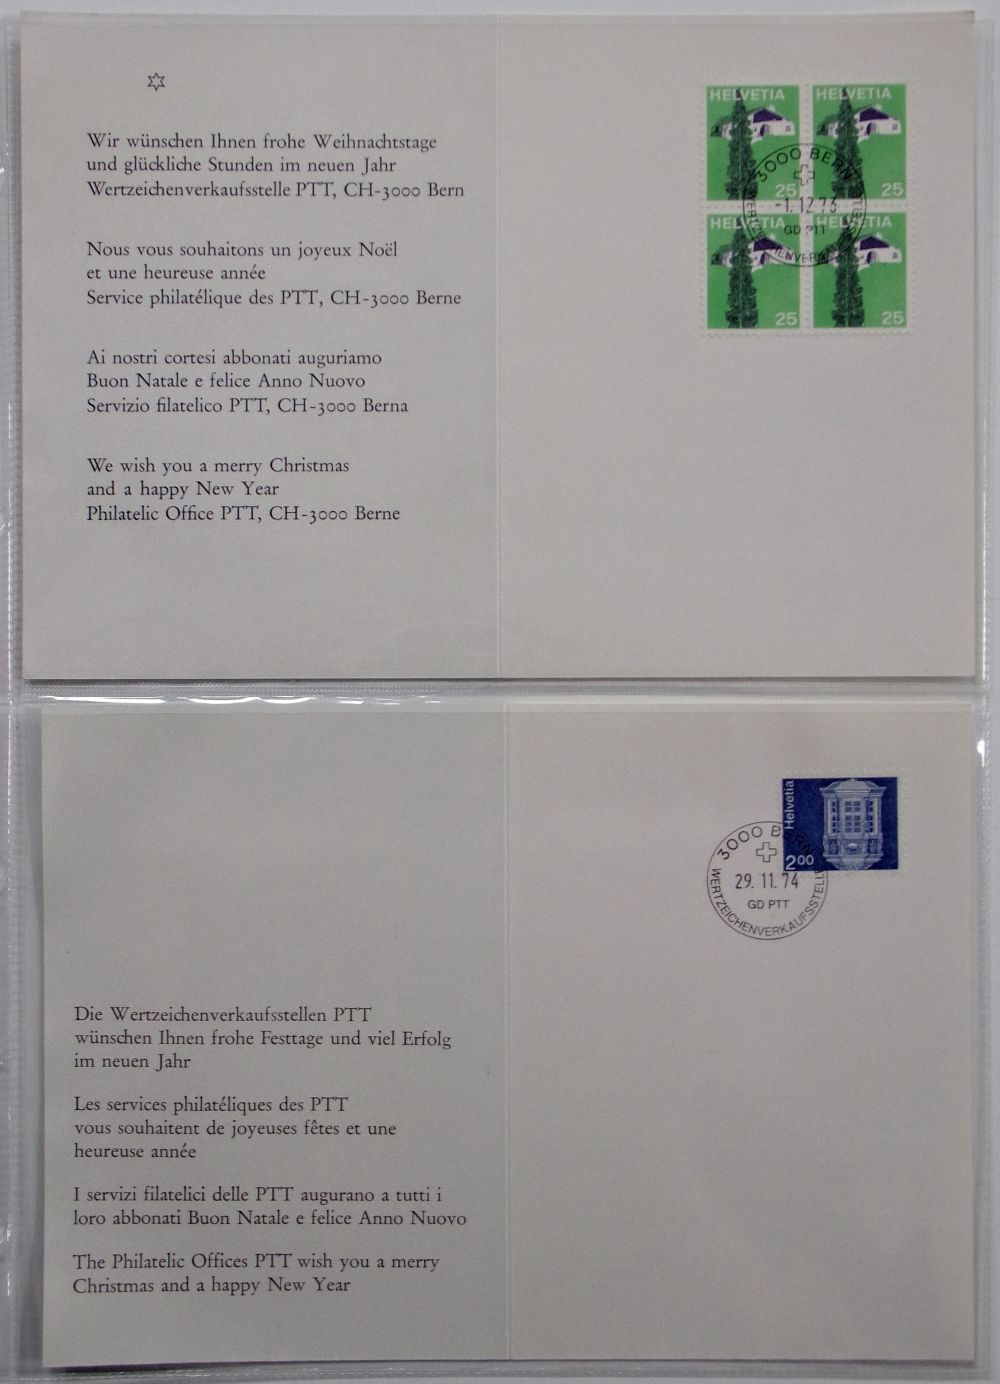 Wir wünschen Ihnen frohe Weihnachtstage
und glückliche Stunden im neuen Jahr
Wertzeichenverkaufsstelle PTT, CH-3000 Bern
Nous vous souhaitons un joyeux Noël
et une heureuse année
Service philatélique des PTT, CH-3000 Berne
Ai nostri cortesi abbonati auguriamo
Buon Natale e felice Anno Nuovo
Servizio filatelico PTT, CH-3000 Berna
We wish you a merry Christmas
and a happy New Year
Philatelic Office PTT, CH-3000 Berne
HELVETIA HELVETIA
25 25
HELVETIA HELVETIA
25 25
3000 BERN
-1.12.73
GD PTT
WERTZEICHENVERKAUFSSTELLE
Die Wertzeichenverkaufsstellen PTT
wünschen Ihnen frohe Festtage und viel Erfolg
im neuen Jahr
Les services philatéliques des PTT
vous souhaitent de joyeuses fêtes et une
heureuse année
I servizi filatelici delle PTT augurano a tutti i
loro abbonati Buon Natale e felice Anno Nuovo
The Philatelic Offices PTT wish you a merry
Christmas and a happy New Year
Helvetia
2.00
3000 BERN
29.11.74
GD PTT
WERTZEICHENVERKAUFSSTELLE